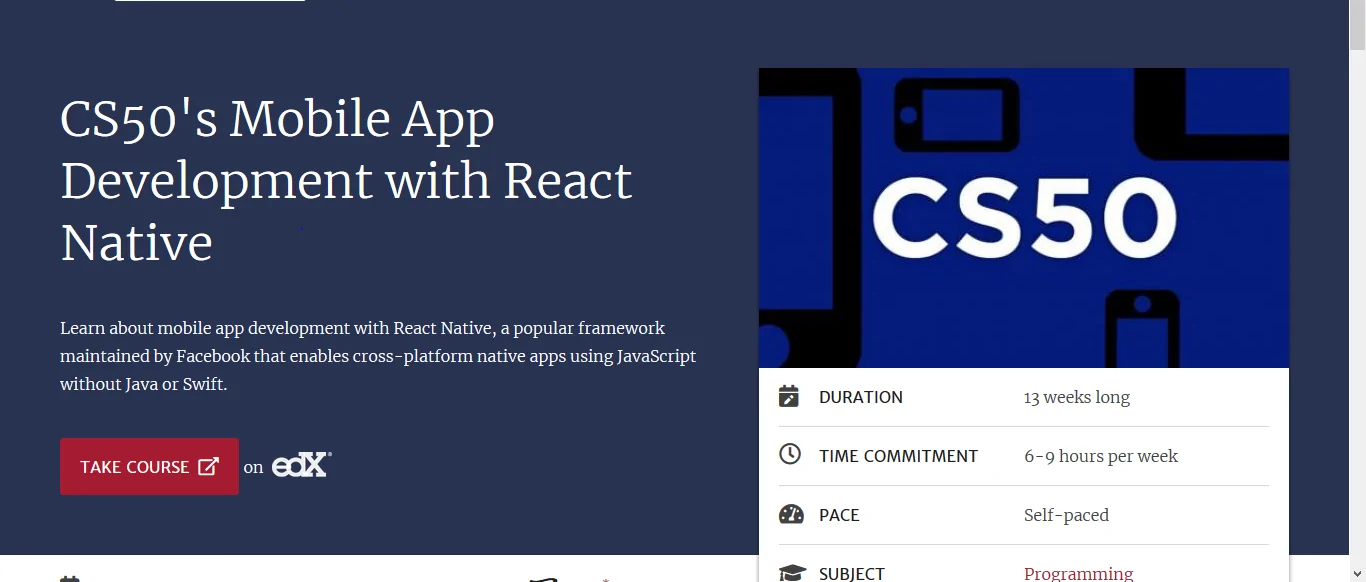 CS50's Mobile App
Development with React
Native
Learn about mobile app development with React Native, a popular framework
maintained by Facebook that enables cross-platform native apps using JavaScript
without Java or Swift.
TAKE COURSE on edX
CS50
DURATION 13 weeks long
TIME COMMITMENT 6-9 hours per week
PACE Self-paced
SUBJECT Programming